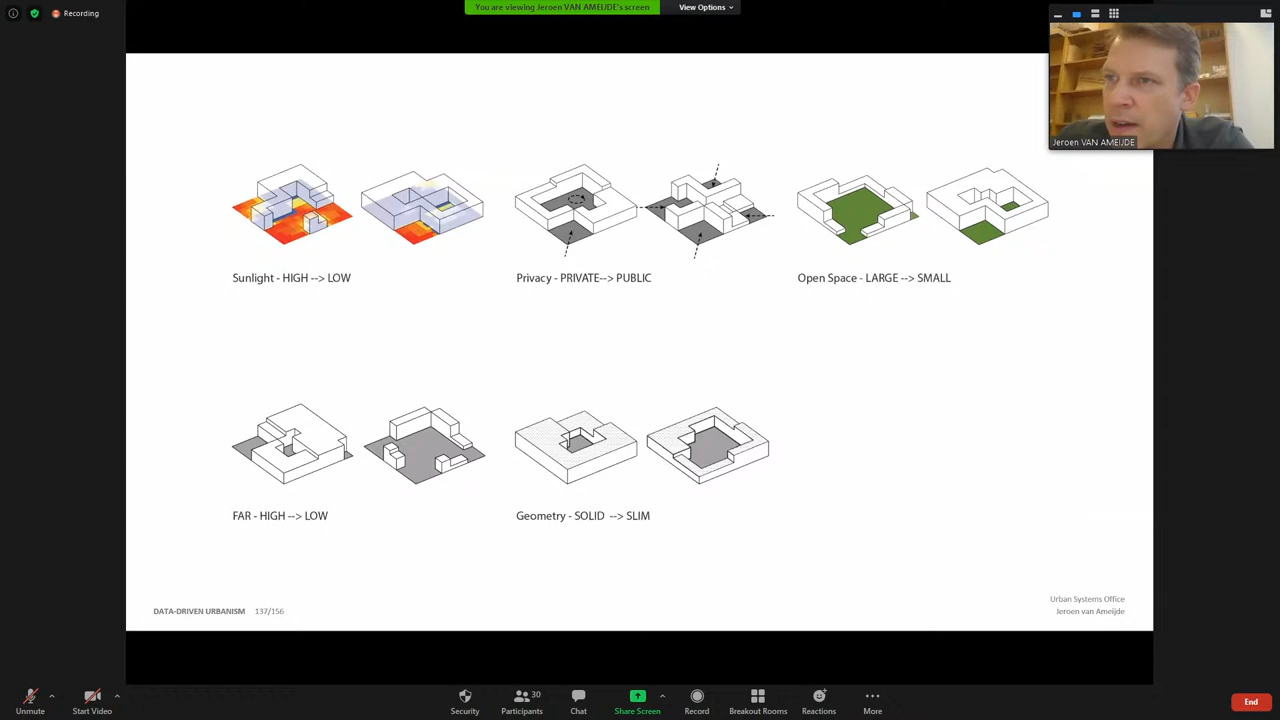 Recording
You are viewing Jeroen VAN AMEIJDE's screen
View Options
Jeroen VAN AMEIJDE
Sunlight - HIGH --> LOW
Privacy - PRIVATE--> PUBLIC
Open Space - LARGE --> SMALL
FAR - HIGH --> LOW
Geometry - SOLID --> SLIM
DATA-DRIVEN URBANISM 137/156
Urban Systems Office
Jeroen van Ameijde
Unmute
Start Video
Security
Participants
30
Chat
Share Screen
Record
Breakout Rooms
Reactions
More
End